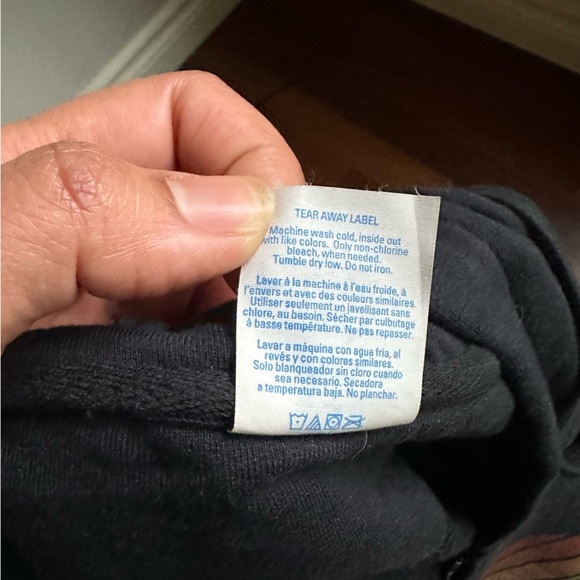 TEAR AWAY LABEL
Machine wash cold, inside out
with like colors. Only non-chlorine
bleach, when needed.
Tumble dry low. Do not iron.
Laver à la machine à l'eau froide, à
l'envers et avec des couleurs similaires.
Utiliser seulement un javellisant sans
chlore, au besoin. Sécher par culbutage
à basse température. Ne pas repasser.
Lavar a máquina con agua fria, al
revés y con colores similares.
Solo blanqueador sin cloro cuando
sea necesario. Secadora
a temperatura baja. No planchar.